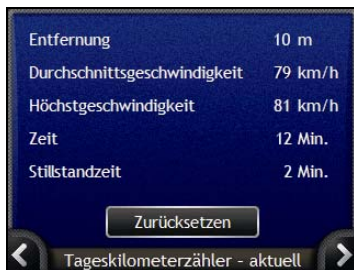 Entfernung 10 m
Durchschnittsgeschwindigkeit 79 km/h
Höchstgeschwindigkeit 81 km/h
Zeit 12 Min.
Stillstandzeit 2 Min.
Zurücksetzen
Tageskilometerzähler - aktuell